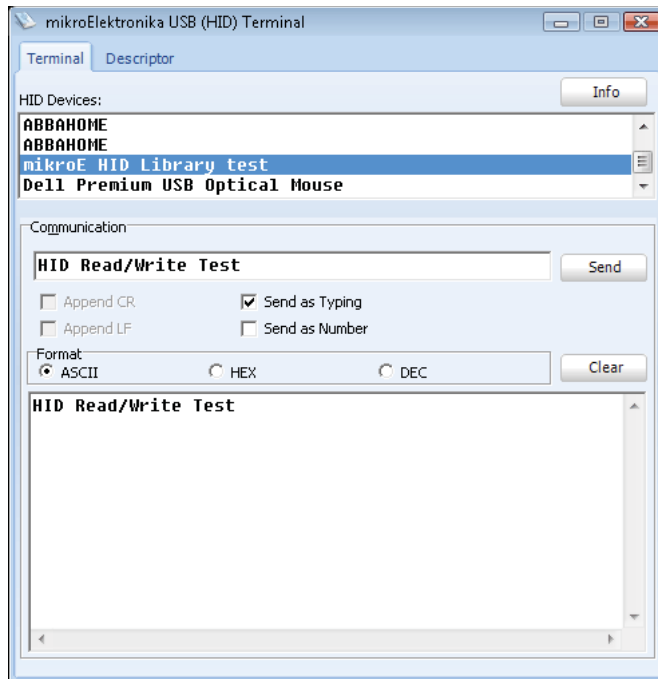 mikroElektronika USB (HID) Terminal
Terminal Descriptor
Info
HID Devices:
ABBAHOME
ABBAHOME
mikroE HID Library test
Dell Premium USB Optical Mouse
Communication
HID Read/Write Test
Send
Append CR Send as Typing
Append LF Send as Number
Format
ASCII HEX DEC
Clear
HID Read/Write Test